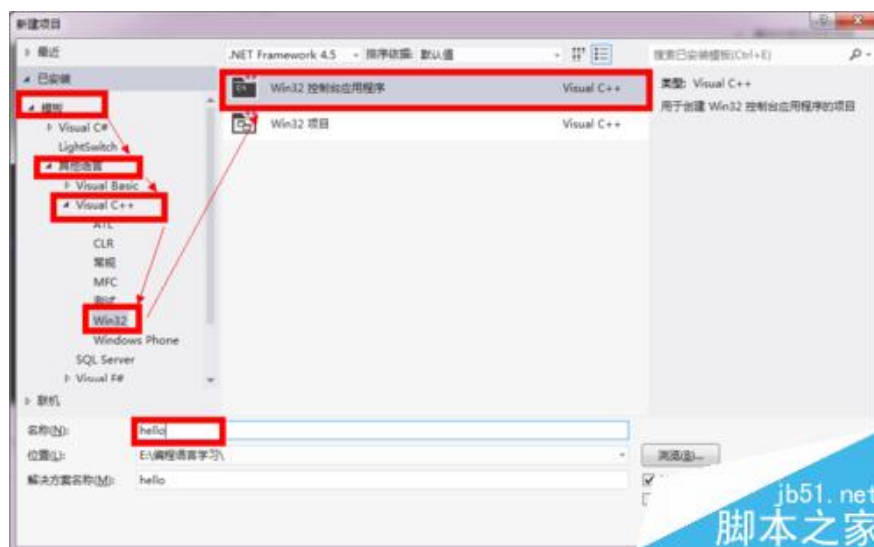 新建项目
最近
.NET Framework 4.5 排序依据: 默认值
搜索已安装模板(Ctrl+E)
已安装
模板
Visual C#
LightSwitch
其他语言
Visual Basic
Visual C++
ATL
CLR
常规
MFC
测试
Win32
Windows Phone
SQL Server
Visual F#
联机
Win32 控制台应用程序 Visual C++
Win32 项目 Visual C++
类型: Visual C++
用于创建 Win32 控制台应用程序的项目
名称(N): hello
位置(L): E:\编程语言学习\
浏览(B)...
解决方案名称(M): hello
jb51.net
脚本之家